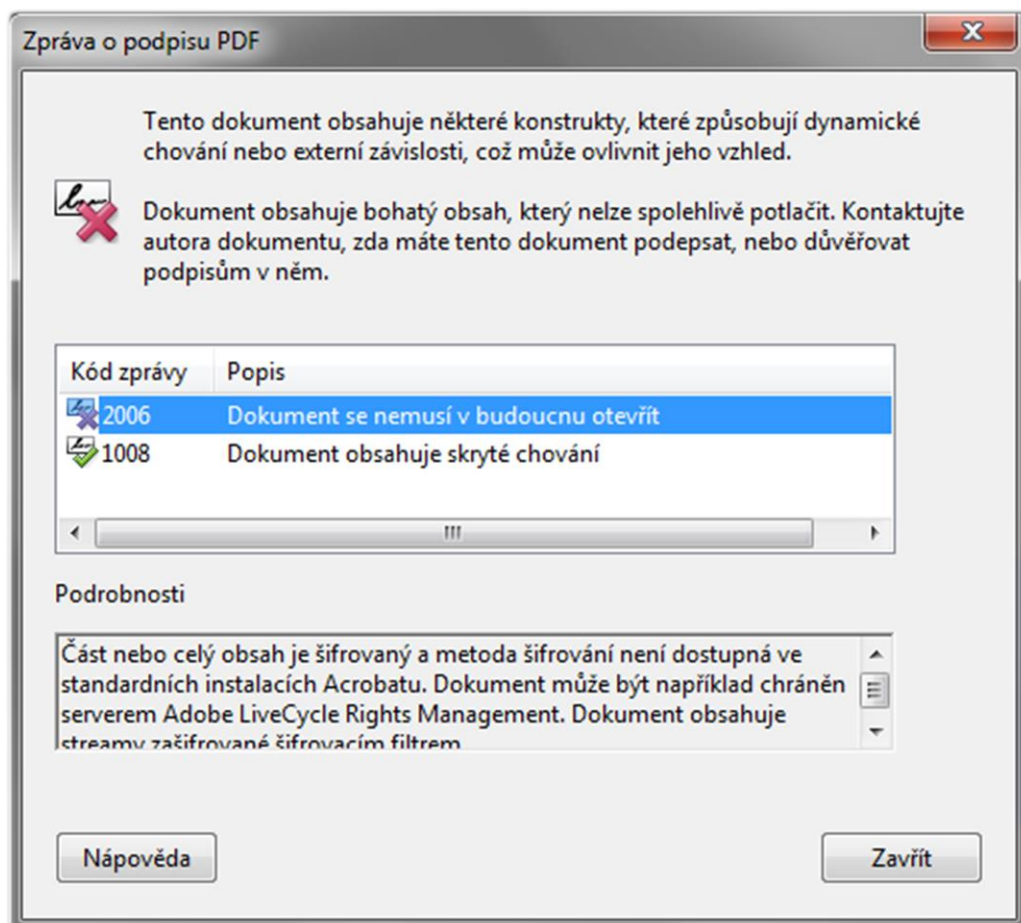 Zpráva o podpisu PDF
Tento dokument obsahuje některé konstrukty, které způsobují dynamické
chování nebo externí závislosti, což může ovlivnit jeho vzhled.
Dokument obsahuje bohatý obsah, který nelze spolehlivě potlačit. Kontaktujte
autora dokumentu, zda máte tento dokument podepsat, nebo důvěřovat
podpisům v něm.
Kód zprávy Popis
2006 Dokument se nemusí v budoucnu otevřít
1008 Dokument obsahuje skryté chování
Podrobnosti
Část nebo celý obsah je šifrovaný a metoda šifrování není dostupná ve
standardních instalacích Acrobatu. Dokument může být například chráněn
serverem Adobe LiveCycle Rights Management. Dokument obsahuje
streamy zašifrované šifrovacím filtrem
Nápověda Zavřít